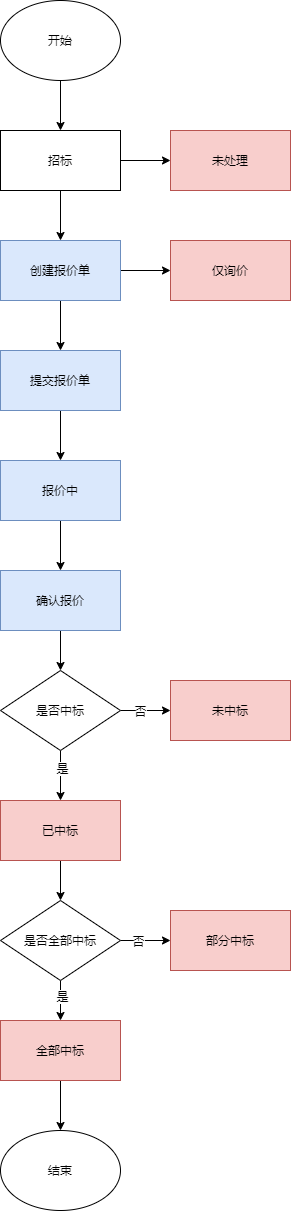 开始
招标
未处理
创建报价单
仅询价
提交报价单
报价中
确认报价
是否中标
否
未中标
是
已中标
是否全部中标
否
部分中标
是
全部中标
结束